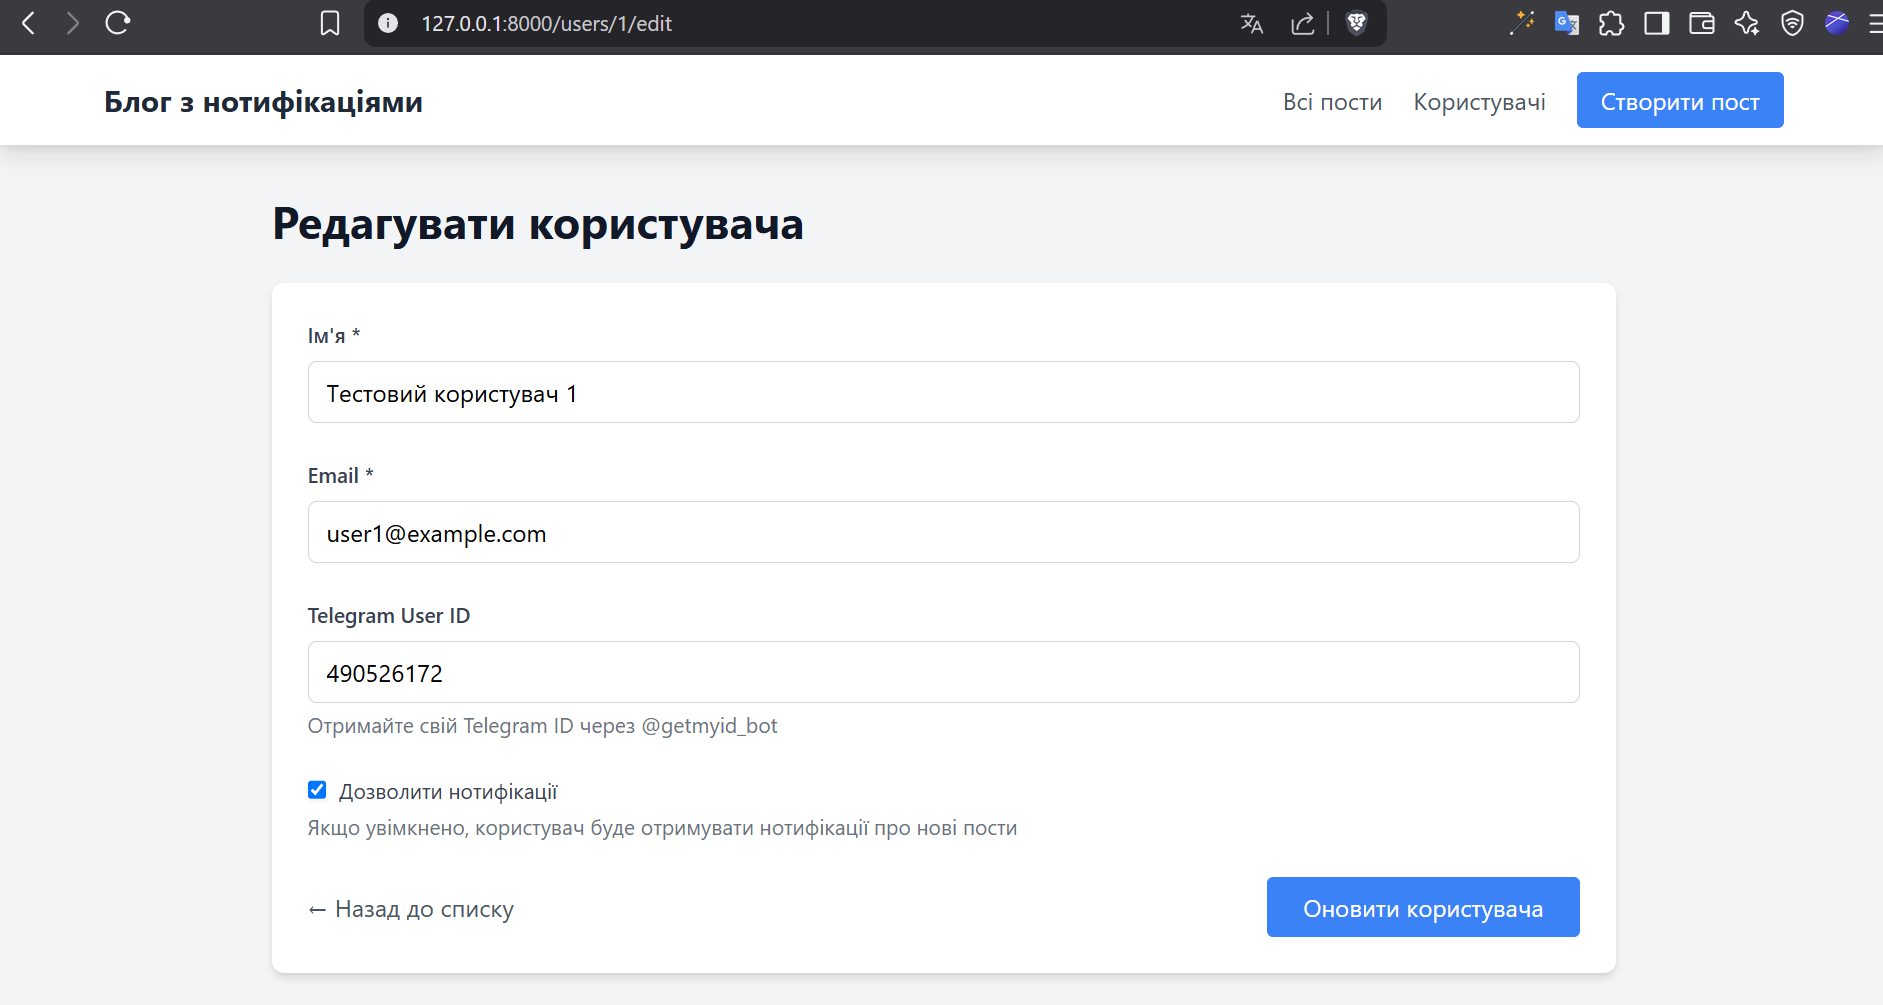 127.0.0.1:8000/users/1/edit
Блог з нотифікаціями
Всі пости
Користувачі
Створити пост
Редагувати користувача
Ім'я *
Тестовий користувач 1
Email *
user1@example.com
Telegram User ID
490526172
Отримайте свій Telegram ID через @getmyid_bot
Дозволити нотифікації
Якщо увімкнено, користувач буде отримувати нотифікації про нові пости
← Назад до списку
Оновити користувача